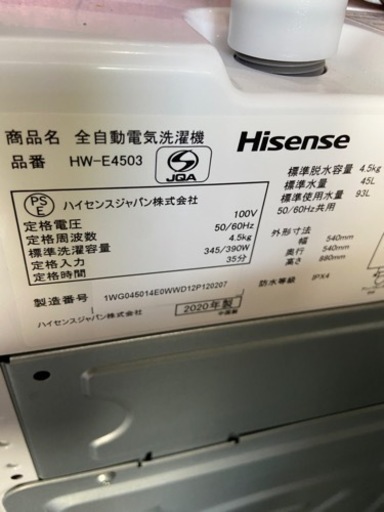 商品名 全自動電気洗濯機
品番 HW-E4503
S
JQA
Hisense
PS
E
ハイセンスジャパン株式会社
定格電圧 100V
定格周波数 50/60Hz
標準洗濯容量 4.5kg
定格入力 345/390W
定格時間 35分
製造番号 1WG045014E0WWD12P120207
ハイセンスジャパン株式会社 2020年製
中国製
標準脱水容量 4.5kg
標準水量 45L
標準使用水量 93L
50/60Hz共用
外形寸法
幅 540mm
奥行 540mm
高さ 880mm
防水等級 IPX4